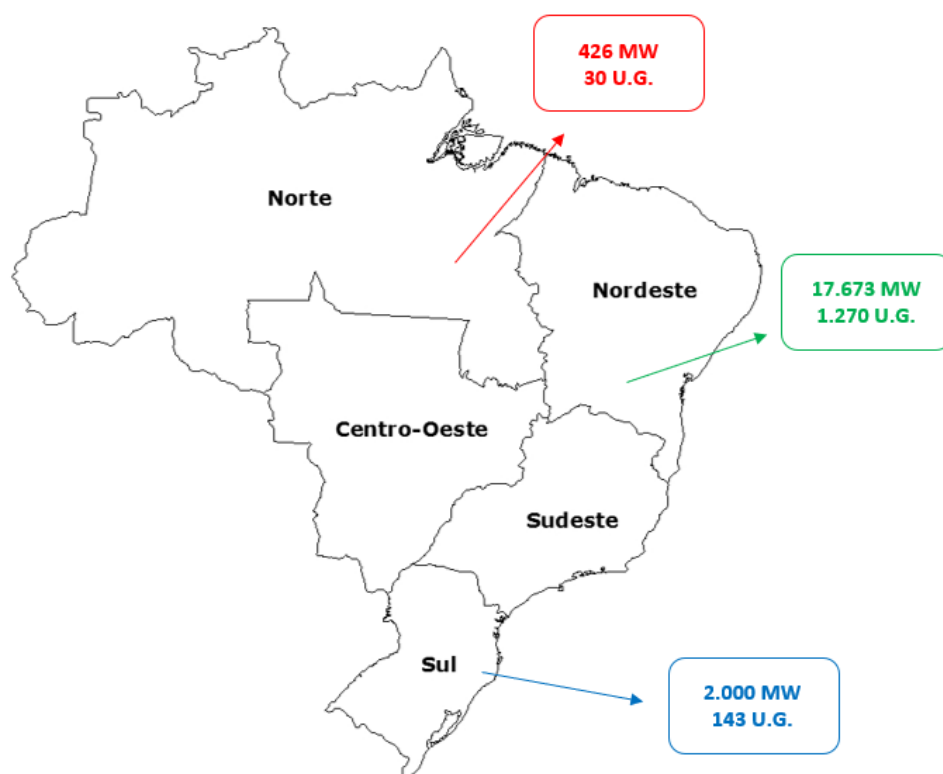 426 MW
30 U.G.
Norte
Nordeste
17.673 MW
1.270 U.G.
Centro-Oeste
Sudeste
Sul
2.000 MW
143 U.G.